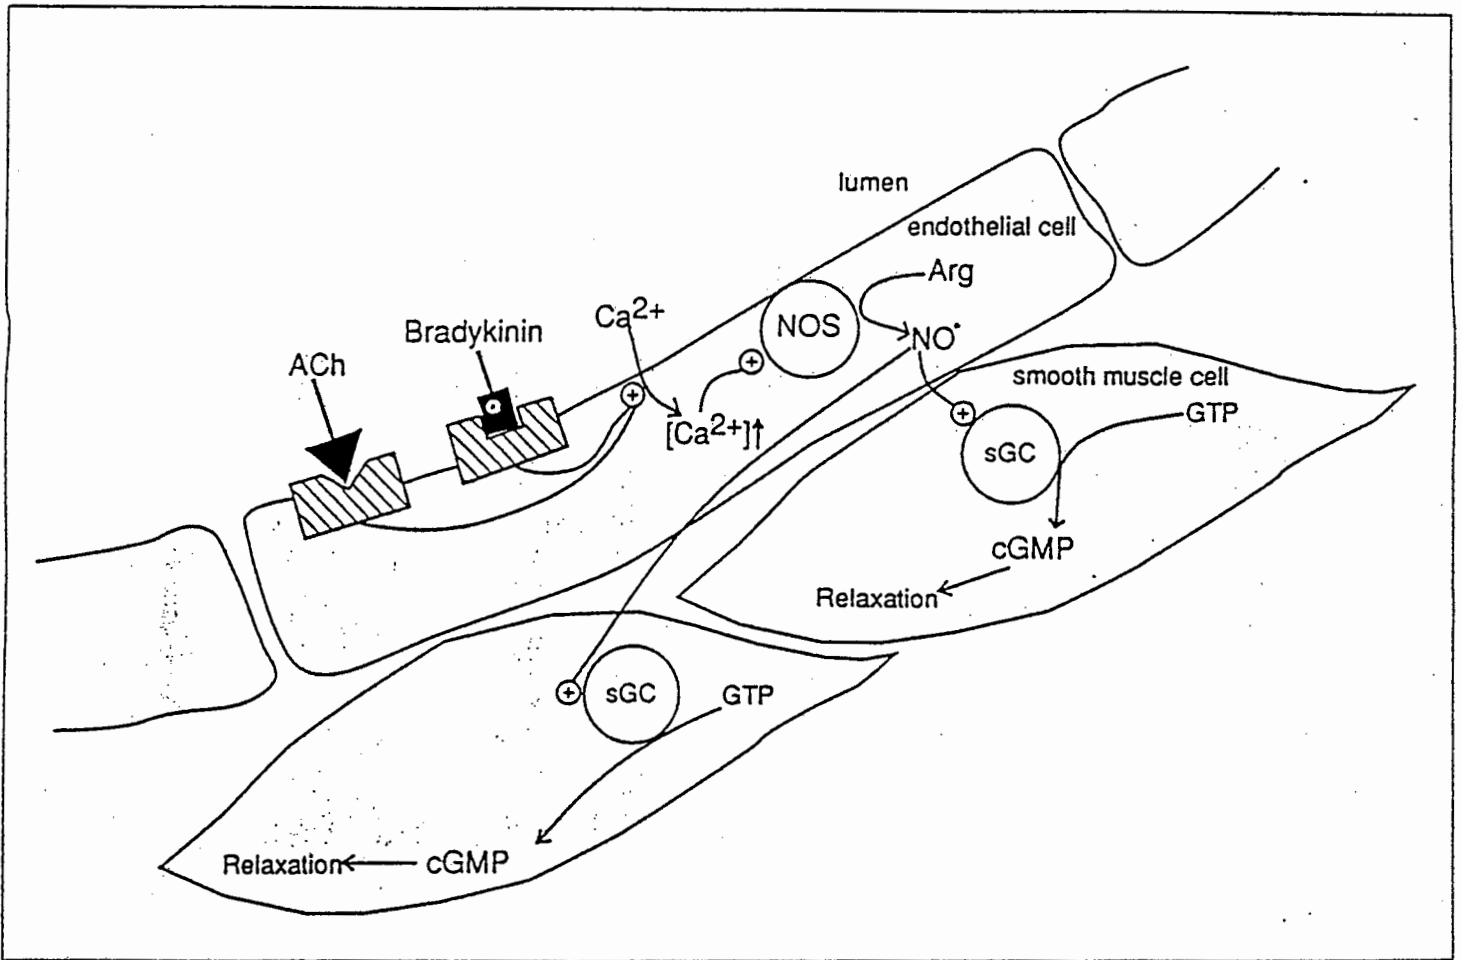 lumen
endothelial cell
Arg
Ca2+
NOS
Bradykinin
NO•
ACh
+
smooth muscle cell
+
[Ca2+]↑
+
GTP
sGC
cGMP
Relaxation
+
sGC
GTP
Relaxation
cGMP